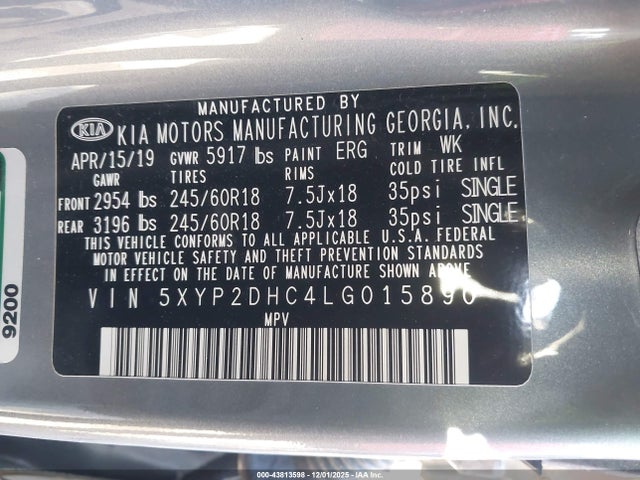 MANUFACTURED BY
KIA KIA MOTORS MANUFACTURING GEORGIA, INC.
APR/15/19 GVWR 5917 lbs PAINT ERG TRIM WK
GAWR TIRES RIMS COLD TIRE INFL
FRONT 2954 lbs 245/60R18 7.5Jx18 35psi SINGLE
REAR 3196 lbs 245/60R18 7.5Jx18 35psi SINGLE
THIS VEHICLE CONFORMS TO ALL APPLICABLE U.S.A. FEDERAL
MOTOR VEHICLE SAFETY AND THEFT PREVENTION STANDARDS
IN EFFECT ON THE DATE OF MANUFACTURE SHOWN ABOVE.
VIN 5XYP2DHC4LG015890
MPV
9200
000-43813598 - 12/01/2025 - IAA Inc.